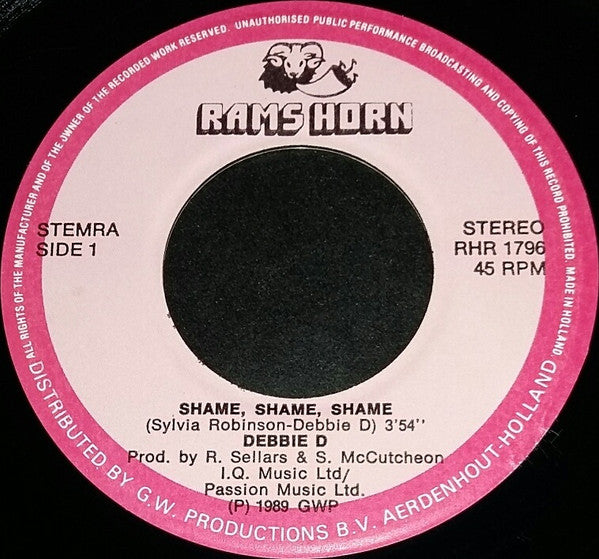 ALL RIGHTS OF THE MANUFACTURER AND OF THE OWNER OF THE RECORDED WORK RESERVED. UNAUTHORISED PUBLIC PERFORMANCE BROADCASTING AND COPYING OF THIS RECORD PROHIBITED. MADE IN HOLLAND
RAMS HORN
STEMRA
SIDE 1
STEREO
RHR 1796
45 RPM
SHAME, SHAME, SHAME
(Sylvia Robinson-Debbie D) 3'54''
DEBBIE D
Prod. by R. Sellars & S. McCutcheon
I.Q. Music Ltd/
Passion Music Ltd.
(P) 1989 GWP
DISTRIBUTED BY G.W. PRODUCTIONS B.V. AERDENHOUT-HOLLAND